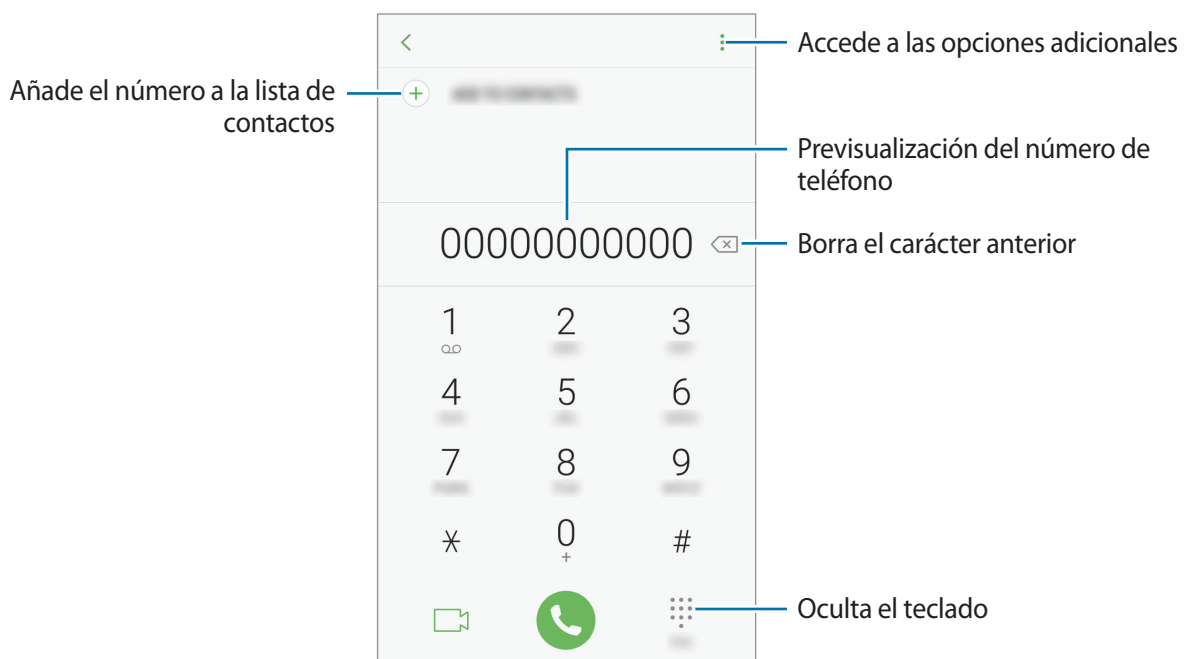 Accede a las opciones adicionales
Añade el número a la lista de
contactos
Previsualización del número de
teléfono
00000000000
Borra el carácter anterior
1 2 3
4 5 6
7 8 9
* 0 #
+
Oculta el teclado